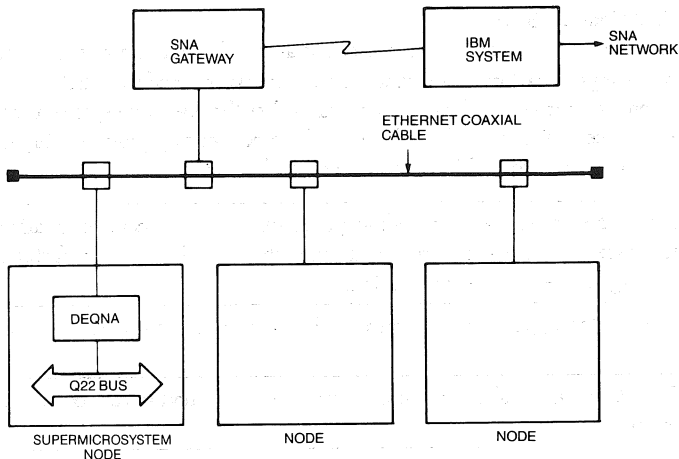 SNA
GATEWAY
IBM
SYSTEM
SNA
NETWORK
ETHERNET COAXIAL
CABLE
DEQNA
Q22 BUS
SUPERMICROSYSTEM
NODE
NODE
NODE